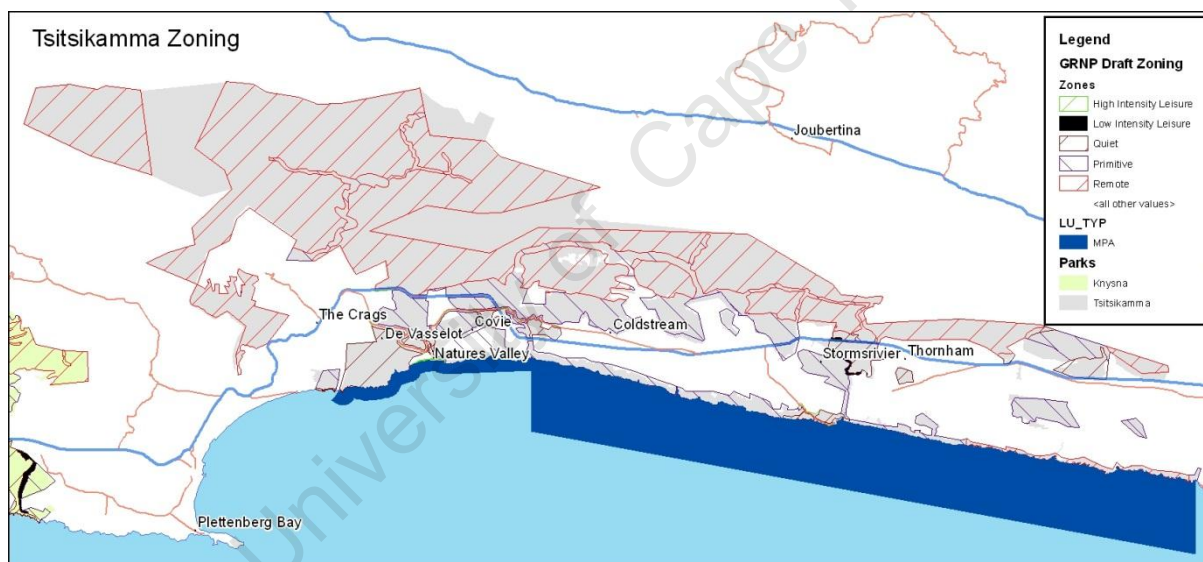 Tsitsikamma Zoning
Legend
GRNP Draft Zoning
Zones
High Intensity Leisure
Low Intensity Leisure
Quiet
Primitive
Remote
<all other values>
LU_TYP
MPA
Parks
Knysna
Tsitsikamma
Joubertina
The Crags
De Vasselot
Covie
Coldstream
Natures Valley
Stormsrivier
Thornham
Plettenberg Bay
University of Cape